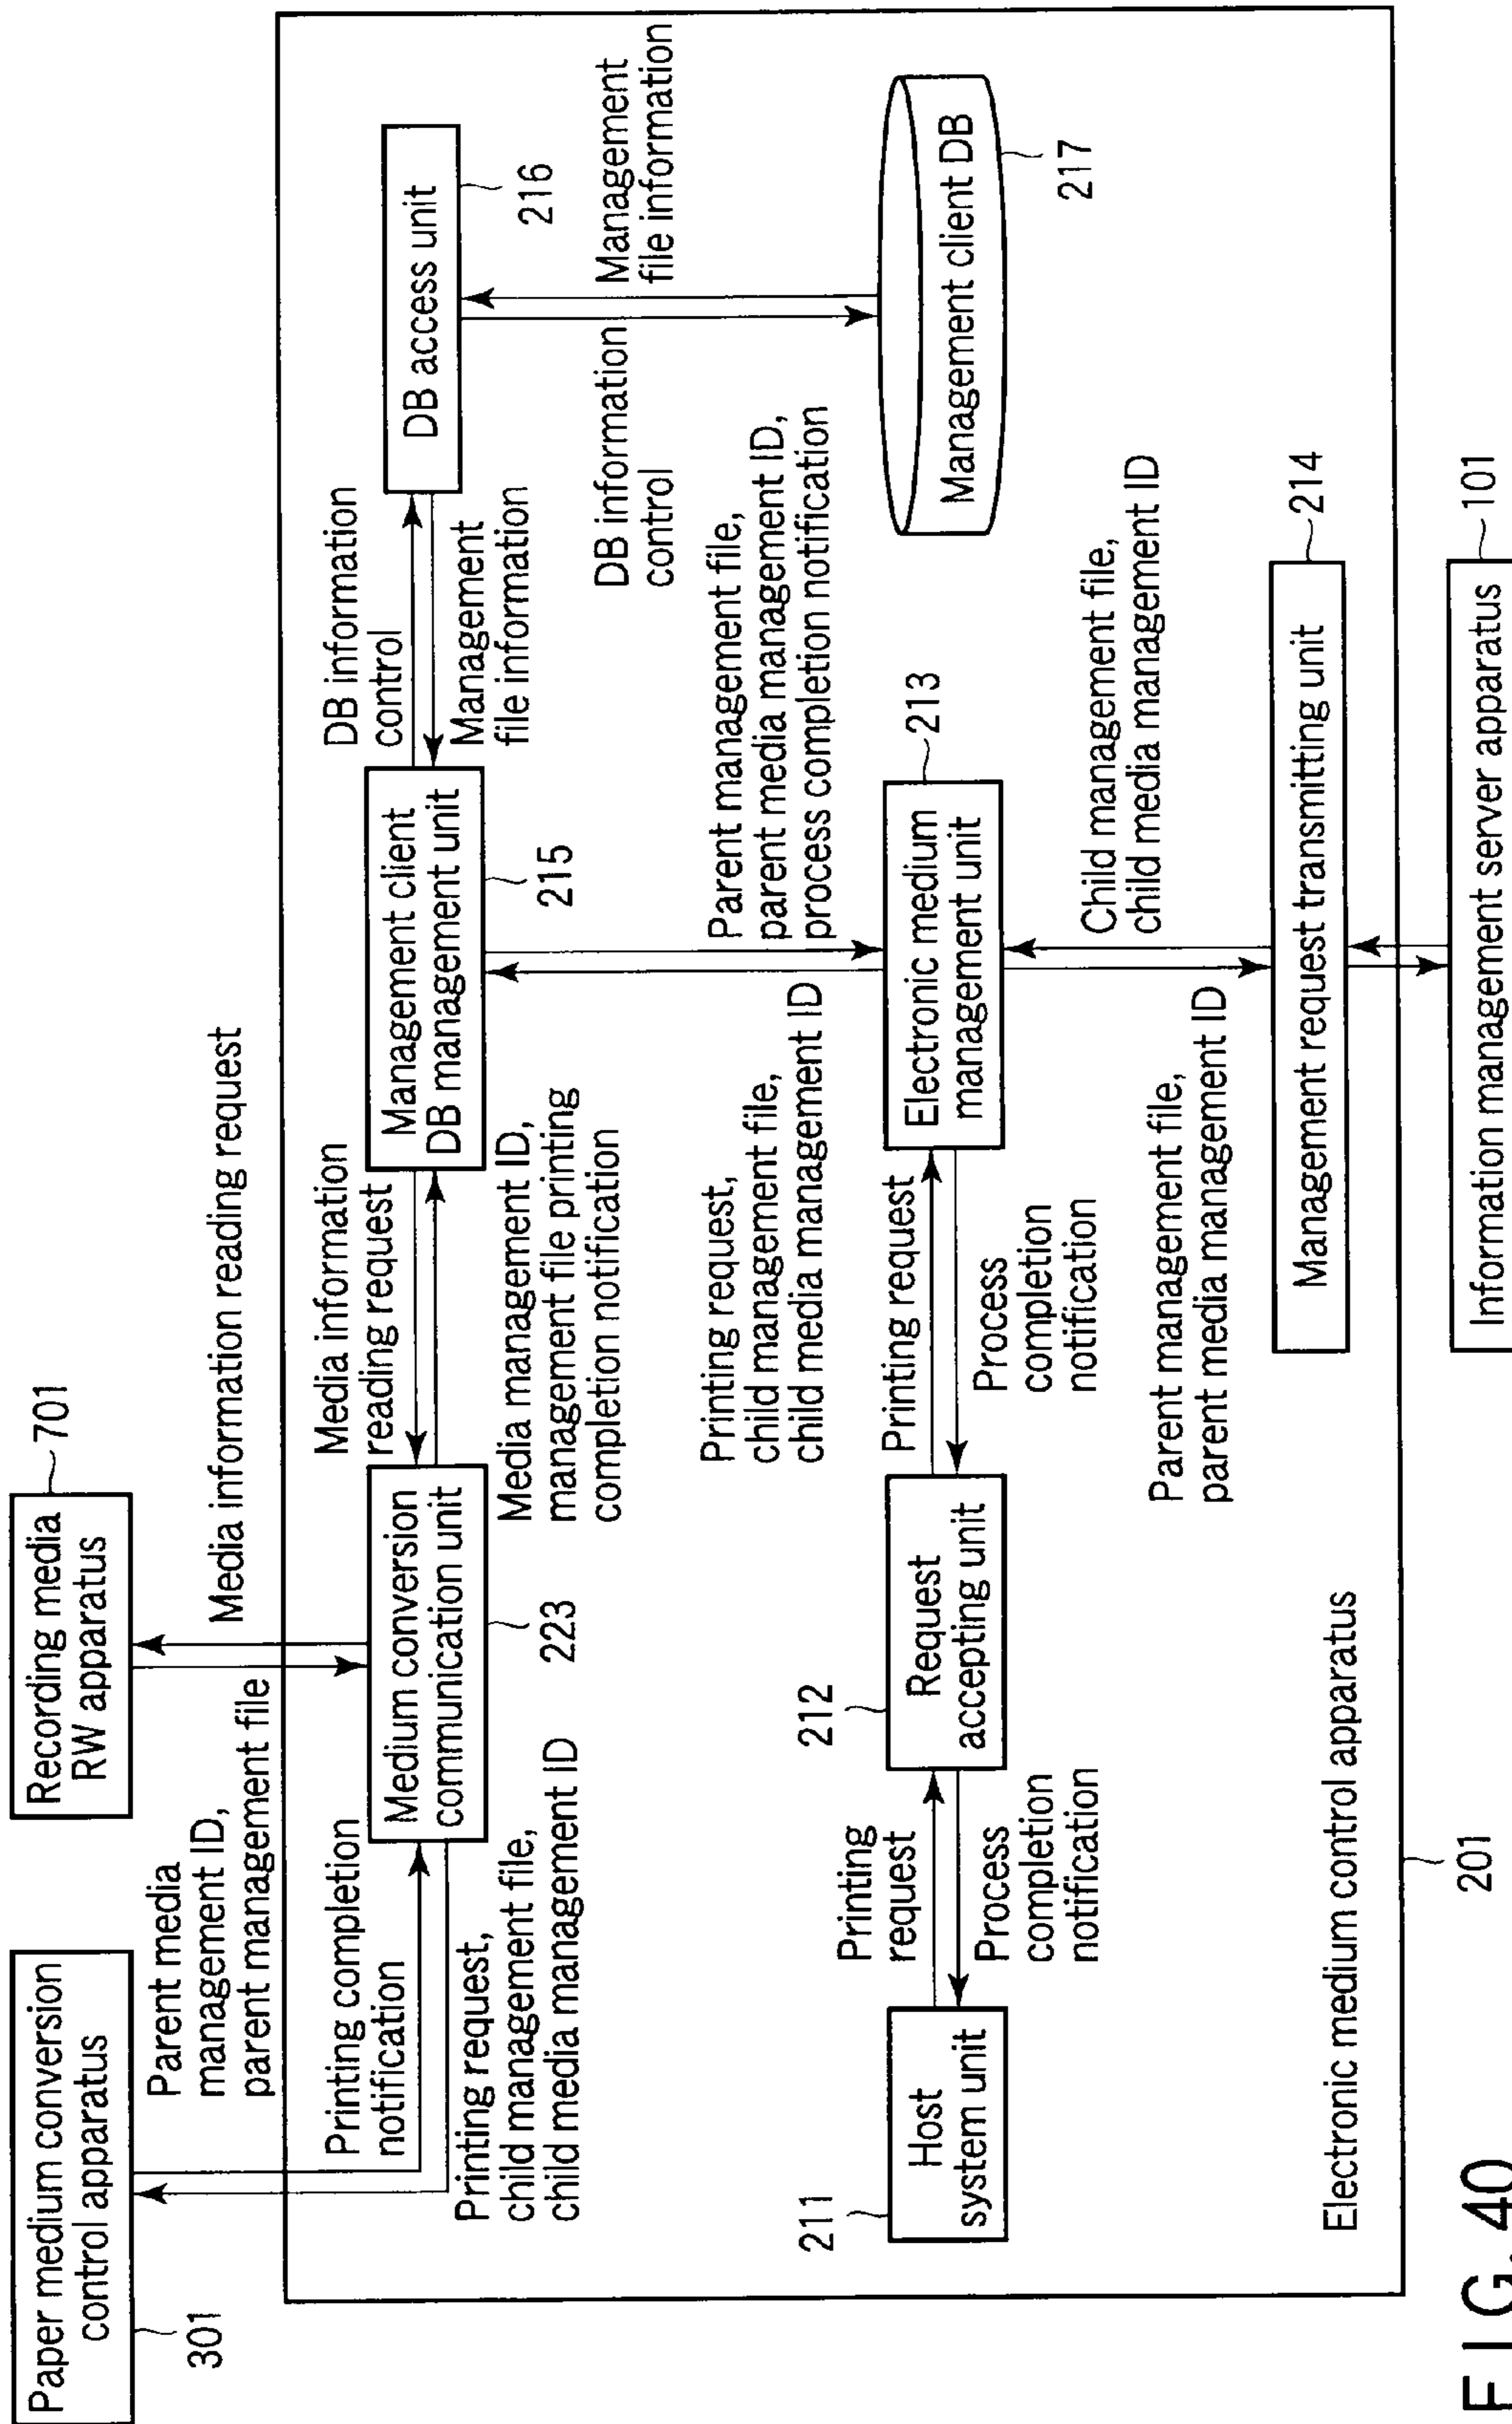 Paper medium conversion
control apparatus
301
Recording media
RW apparatus
701
Parent media
management ID,
parent management file
Media information reading request
Printing completion
notification
Printing request,
child management file,
child media management ID
Medium conversion
communication unit
223
Media information
reading request
Media management ID,
management file printing
completion notification
Management client
DB management unit
215
DB information
control
Management
file information
DB access unit
216
DB information
control
Management
file information
Management client DB
217
Printing request,
child management file,
child media management ID
Parent management file,
parent media management ID,
process completion notification
Host
system unit
211
Printing
request
Process
completion
notification
Request
accepting unit
212
Printing request
Process
completion
notification
Electronic medium
management unit
213
Parent management file,
parent media management ID
Child management file,
child media management ID
Management request transmitting unit
214
Electronic medium control apparatus
201
Information management server apparatus
101
F I G. 40